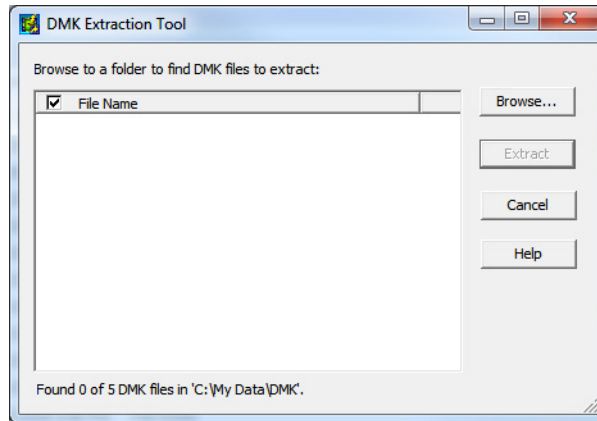 DMK Extraction Tool
Browse to a folder to find DMK files to extract:
File Name
Browse...
Extract
Cancel
Help
Found 0 of 5 DMK files in 'C:\My Data\DMK'.